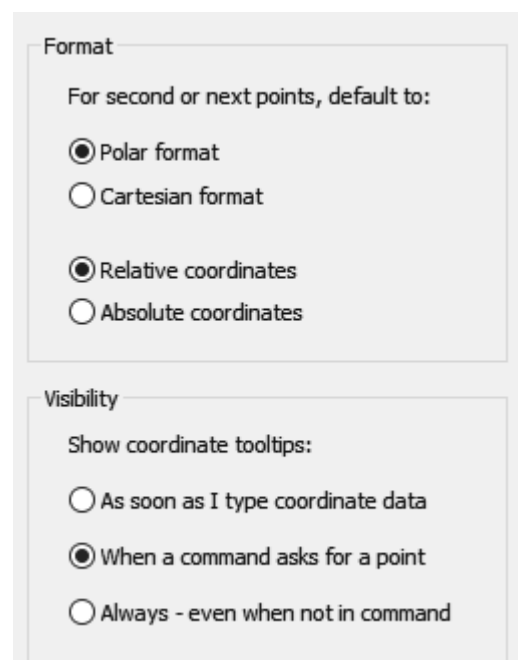 Format
For second or next points, default to:
Polar format
Cartesian format
Relative coordinates
Absolute coordinates
Visibility
Show coordinate tooltips:
As soon as I type coordinate data
When a command asks for a point
Always - even when not in command